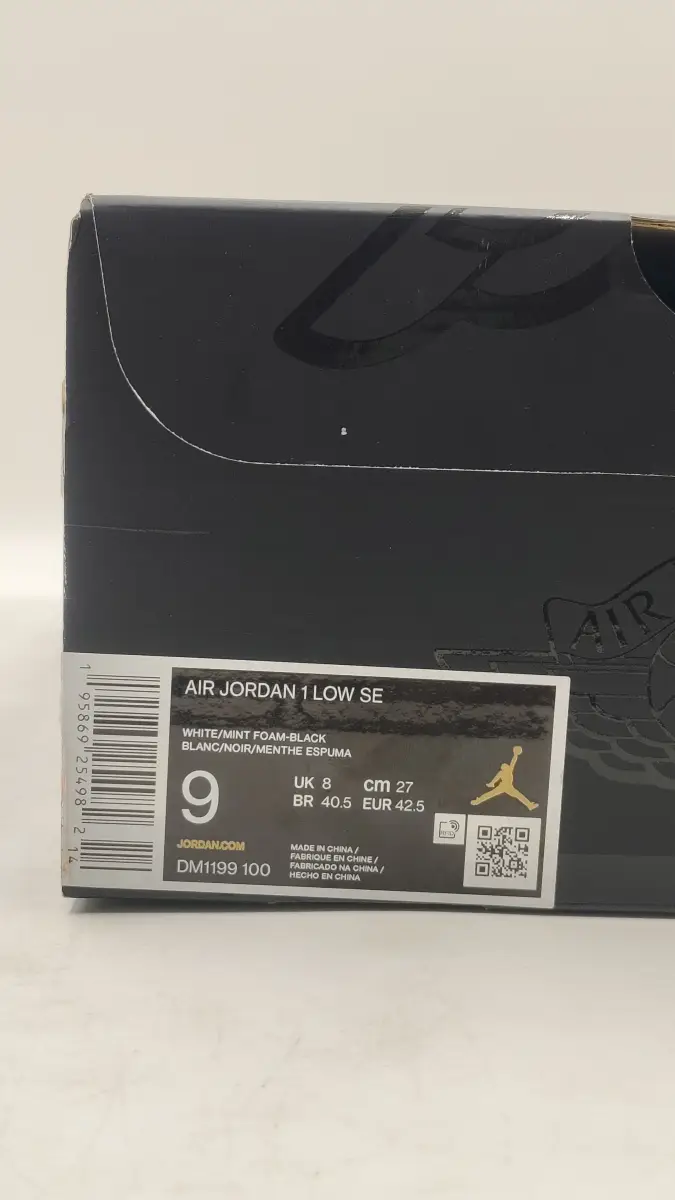 AIR
AIR JORDAN 1 LOW SE
WHITE/MINT FOAM-BLACK
BLANC/NOIR/MENTHE ESPUMA
9
UK 8 cm 27
BR 40.5 EUR 42.5
JORDAN.COM
DM1199 100
MADE IN CHINA /
FABRIQUE EN CHINE /
FABRICADO NA CHINA /
HECHO EN CHINA
1 95869 25498 2 14